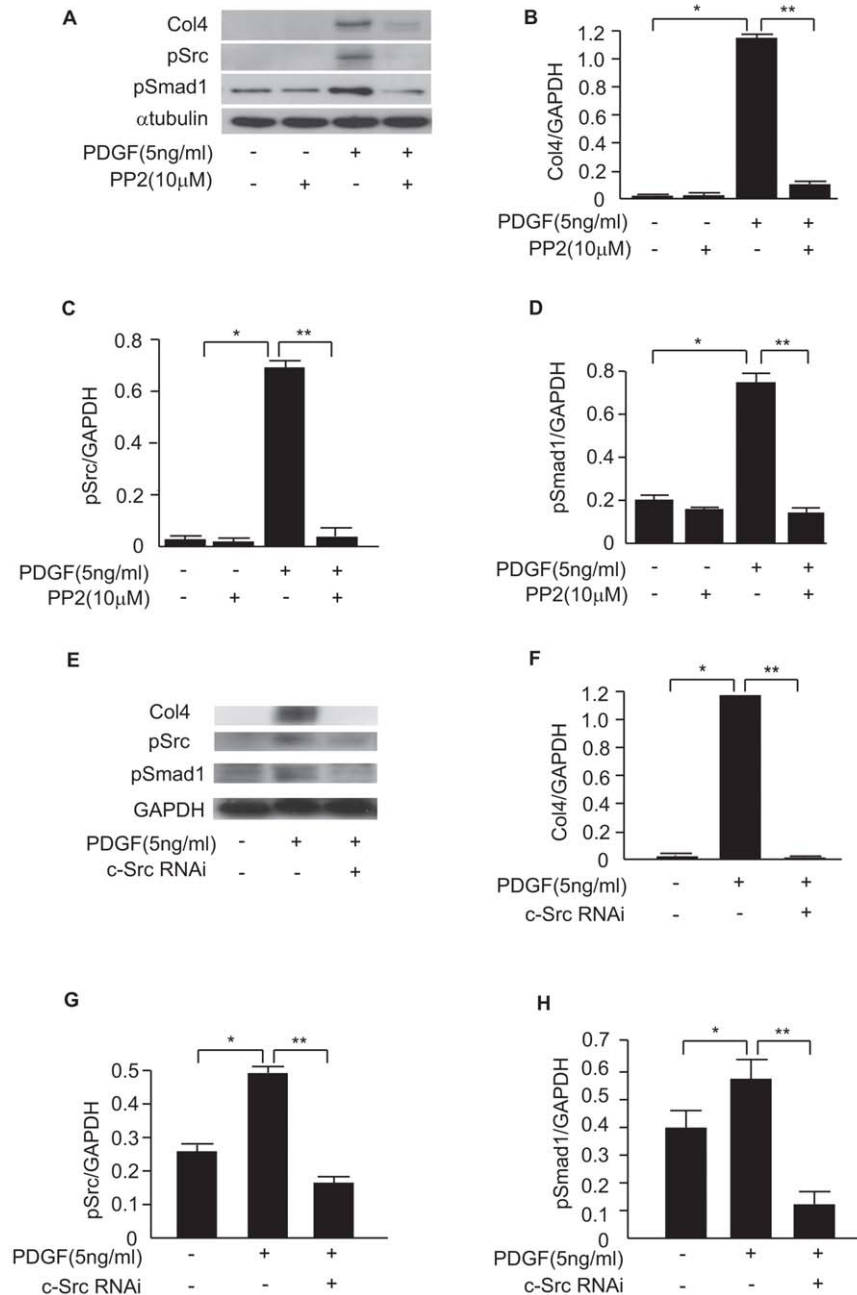 A
Col4
pSrc
pSmad1
αtubulin
PDGF(5ng/ml) - - + +
PP2(10μM) - + - +
B
* **
Col4/GAPDH
1.2
1.0
0.8
0.6
0.4
0.2
0
PDGF(5ng/ml) - - + +
PP2(10μM) - + - +
C
* **
pSrc/GAPDH
0.8
0.6
0.4
0.2
0
PDGF(5ng/ml) - - + +
PP2(10μM) - + - +
D
* **
pSmad1/GAPDH
0.8
0.6
0.4
0.2
0
PDGF(5ng/ml) - - + +
PP2(10μM) - + - +
E
Col4
pSrc
pSmad1
GAPDH
PDGF(5ng/ml) - + +
c-Src RNAi - - +
F
* **
Col4/GAPDH
1.2
1.0
0.8
0.6
0.4
0.2
0
PDGF(5ng/ml) - + +
c-Src RNAi - - +
G
* **
pSrc/GAPDH
0.5
0.4
0.3
0.2
0.1
0
PDGF(5ng/ml) - + +
c-Src RNAi - - +
H
* **
pSmad1/GAPDH
0.7
0.6
0.5
0.4
0.3
0.2
0.1
0
PDGF(5ng/ml) - + +
c-Src RNAi - - +